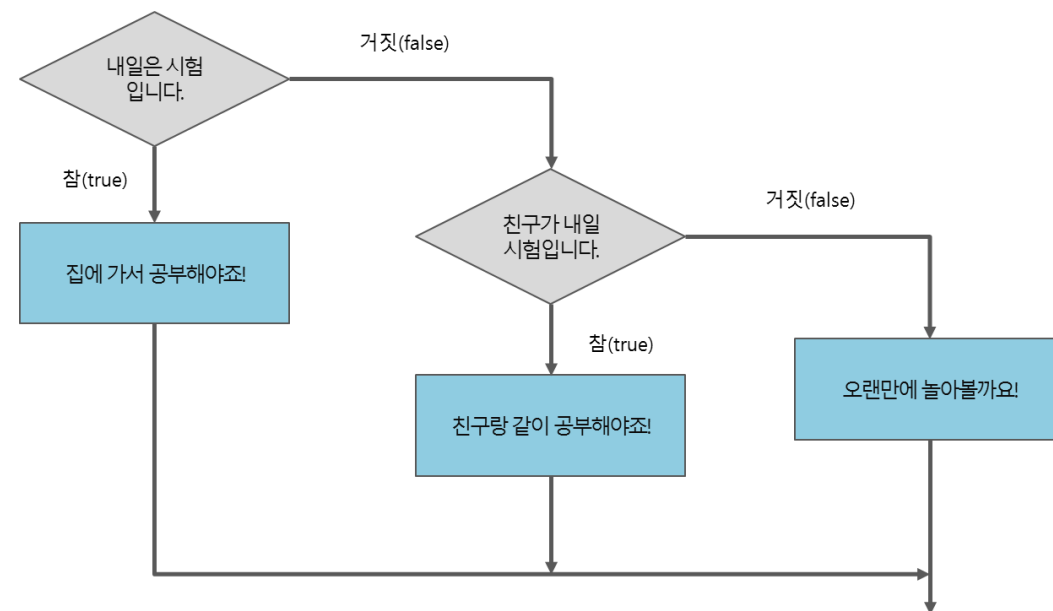 거짓(false)
내일은 시험
입니다.
참(true)
거짓(false)
친구가 내일
시험입니다.
집에 가서 공부해야죠!
참(true)
오랜만에 놀아볼까요!
친구랑 같이 공부해야죠!